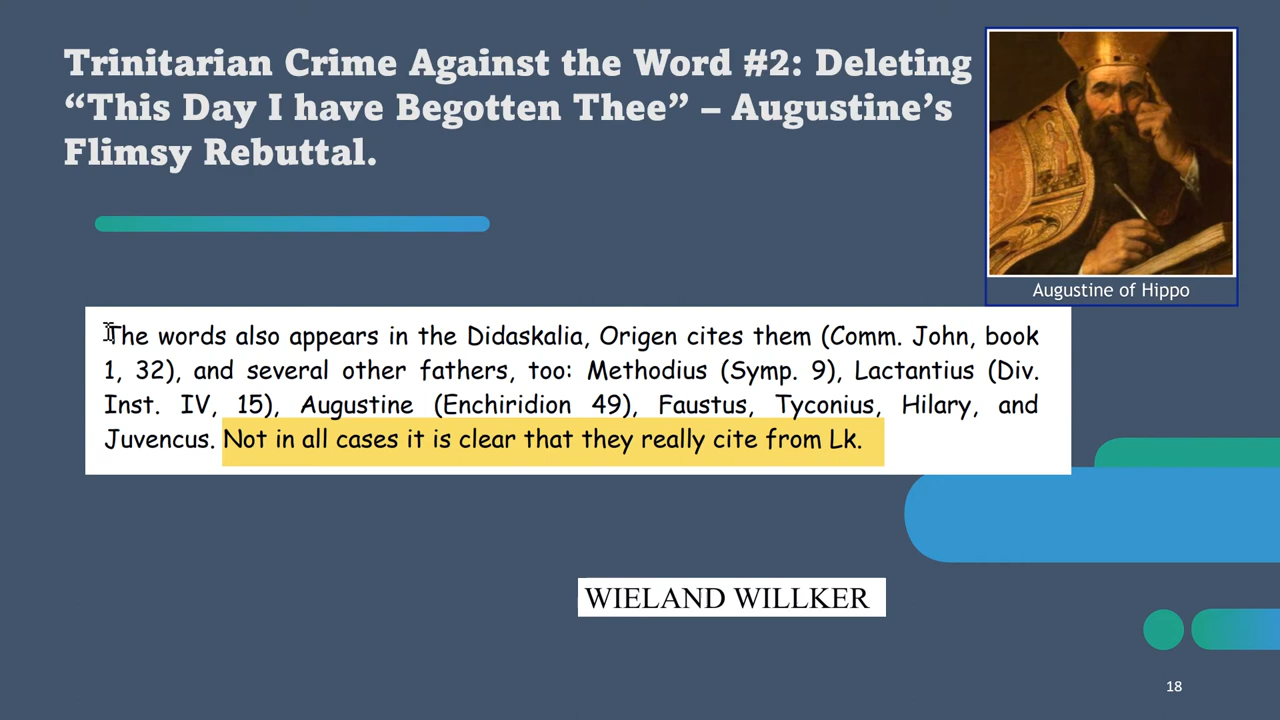 Trinitarian Crime Against the Word #2: Deleting
“This Day I have Begotten Thee” – Augustine’s
Flimsy Rebuttal.
Augustine of Hippo
The words also appears in the Didaskalia, Origen cites them (Comm. John, book
1, 32), and several other fathers, too: Methodius (Symp. 9), Lactantius (Div.
Inst. IV, 15), Augustine (Enchiridion 49), Faustus, Tyconius, Hilary, and
Juvencus. Not in all cases it is clear that they really cite from Lk.
WIELAND WILLKER
18